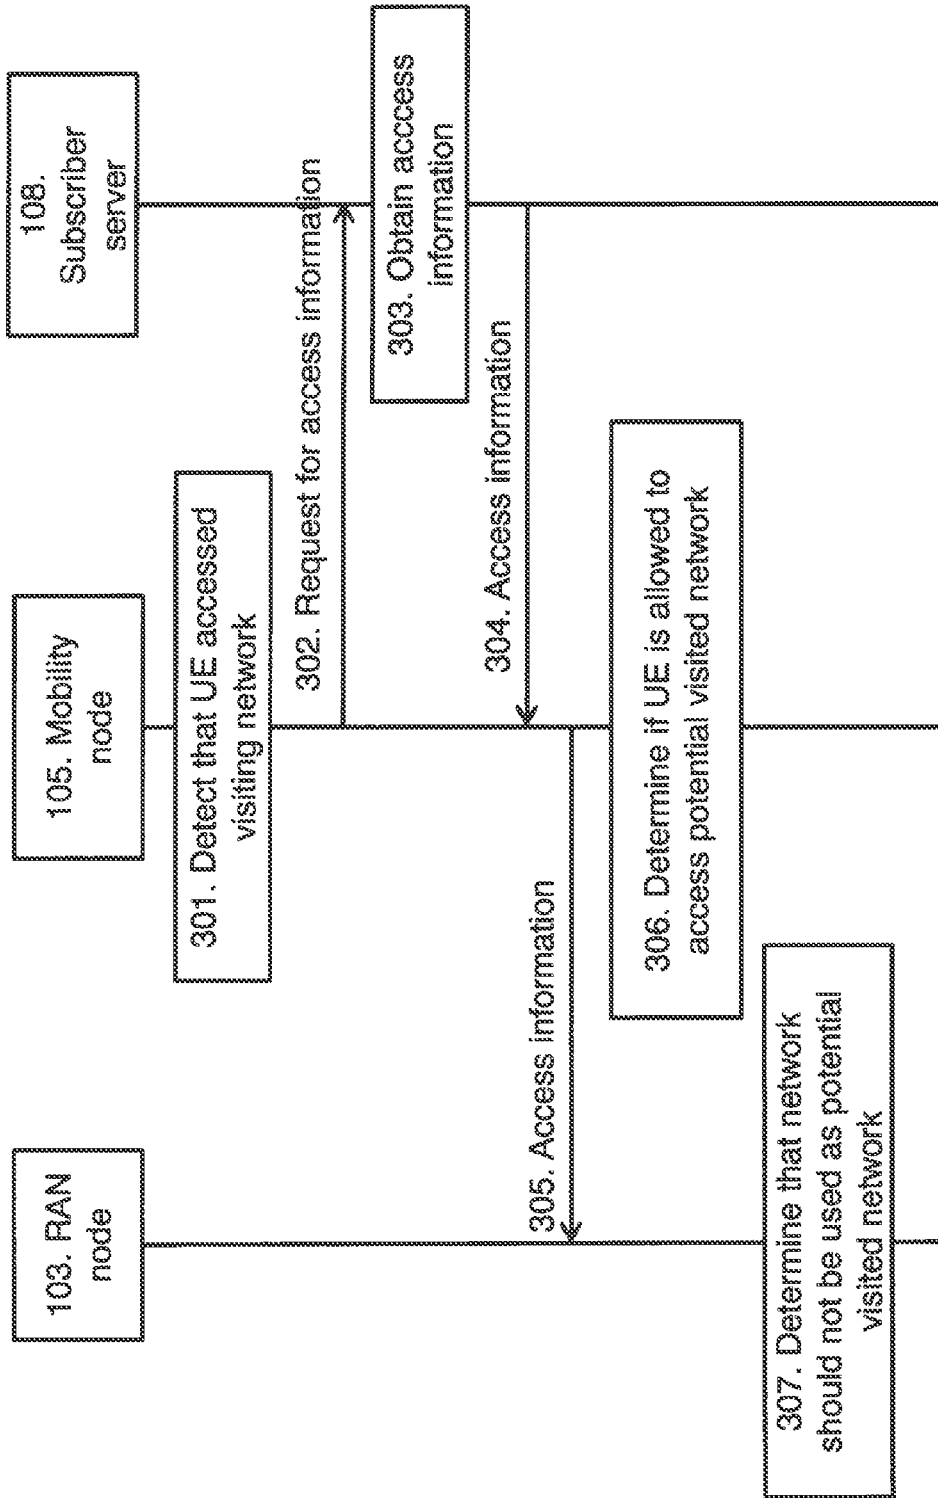 103. RAN
node
105. Mobility
node
108.
Subscriber
server
301. Detect that UE accessed
visiting network
302. Request for access information
303. Obtain acccess
information
304. Access information
305. Access information
306. Determine if UE is allowed to
access potential visited network
307. Determine that network
should not be used as potential
visited network